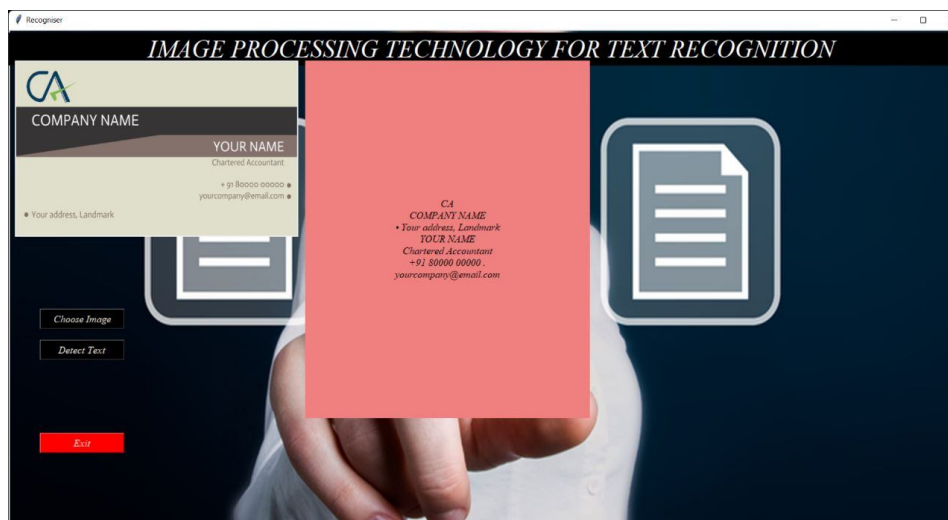 Recogniser
IMAGE PROCESSING TECHNOLOGY FOR TEXT RECOGNITION
CA
COMPANY NAME
YOUR NAME
Chartered Accountant
+ 91 80000 00000
yourcompany@email.com
Your address, Landmark
CA
COMPANY NAME
• Your address, Landmark
YOUR NAME
Chartered Accountant
+91 80000 00000 .
yourcompany@email.com
Choose Image
Detect Text
Exit